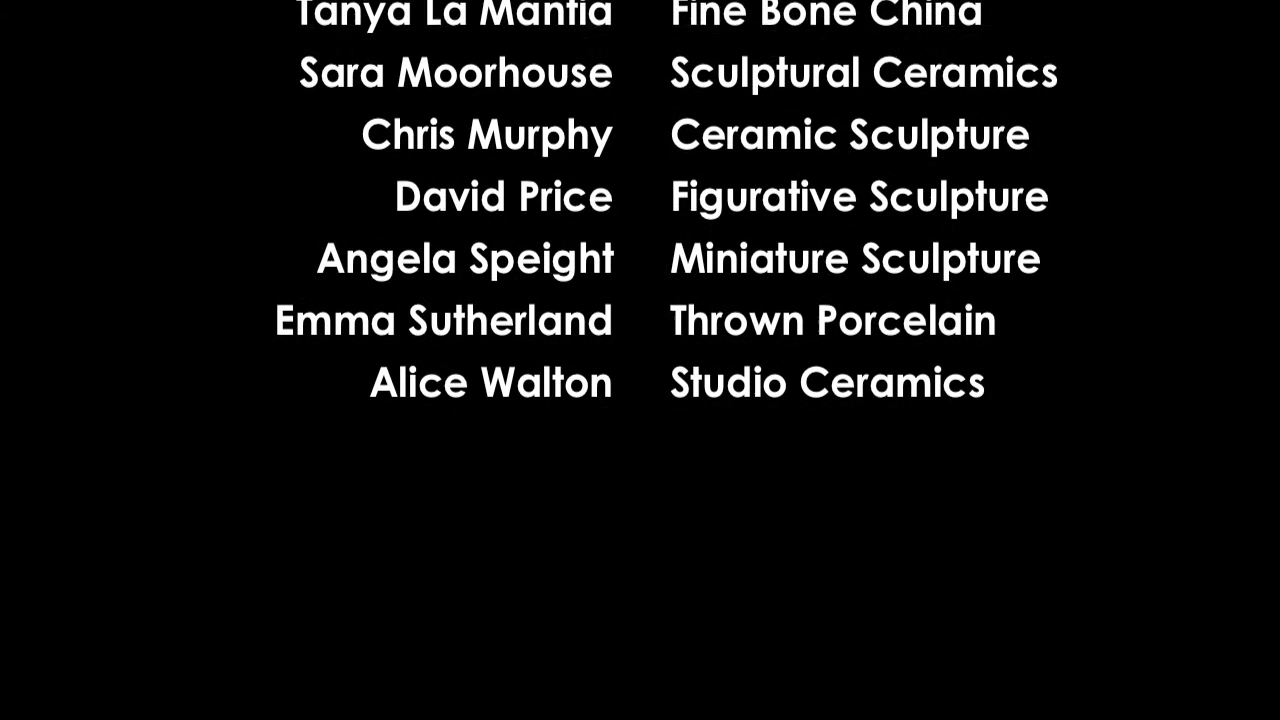 Tanya La Mantia Fine Bone China
Sara Moorhouse Sculptural Ceramics
Chris Murphy Ceramic Sculpture
David Price Figurative Sculpture
Angela Speight Miniature Sculpture
Emma Sutherland Thrown Porcelain
Alice Walton Studio Ceramics